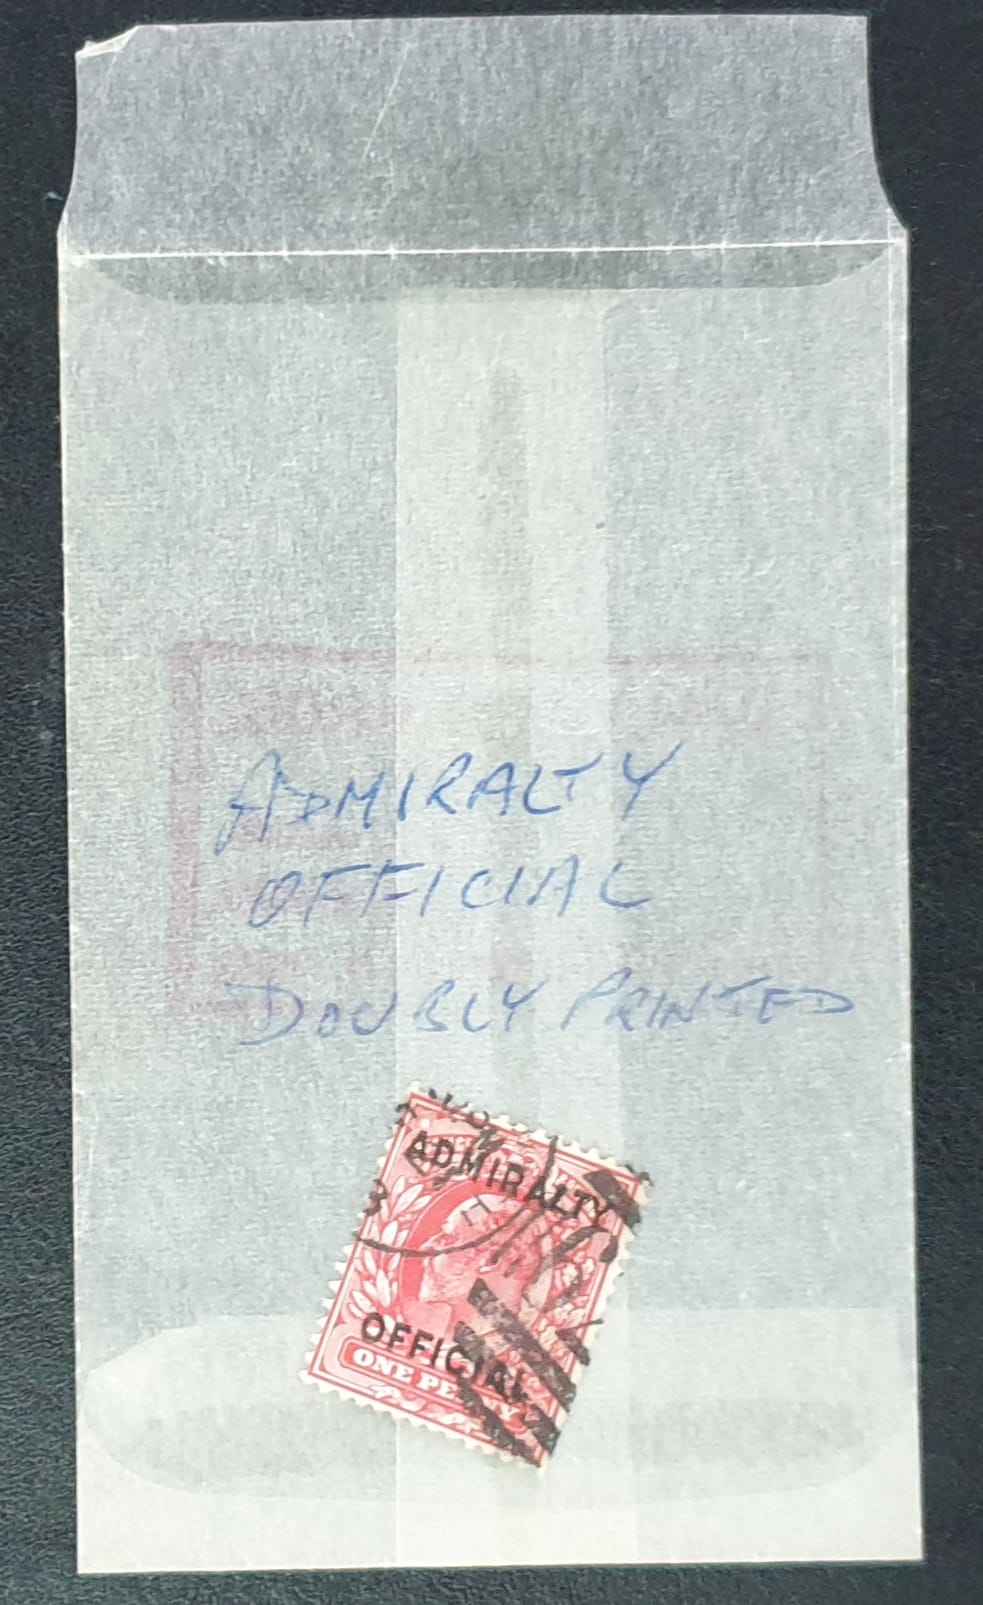 ADMIRALTY
OFFICIAL
DOUBLY PRINTED
ADMIRALTY
OFFICIAL
ONE PENNY